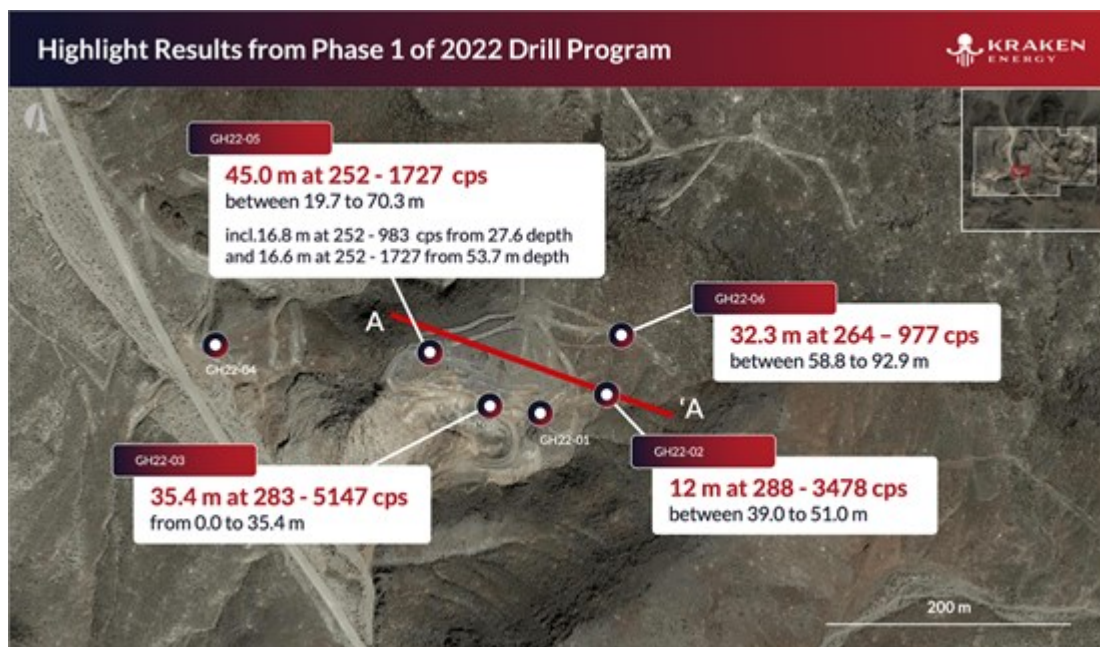 Highlight Results from Phase 1 of 2022 Drill Program
KRAKEN
ENERGY
GH22-05
45.0 m at 252 - 1727 cps
between 19.7 to 70.3 m
incl.16.8 m at 252 - 983 cps from 27.6 depth
and 16.6 m at 252 - 1727 from 53.7 m depth
GH22-06
32.3 m at 264 – 977 cps
between 58.8 to 92.9 m
A
GH22-04
'A
GH22-01
GH22-03
35.4 m at 283 - 5147 cps
from 0.0 to 35.4 m
GH22-02
12 m at 288 - 3478 cps
between 39.0 to 51.0 m
200 m